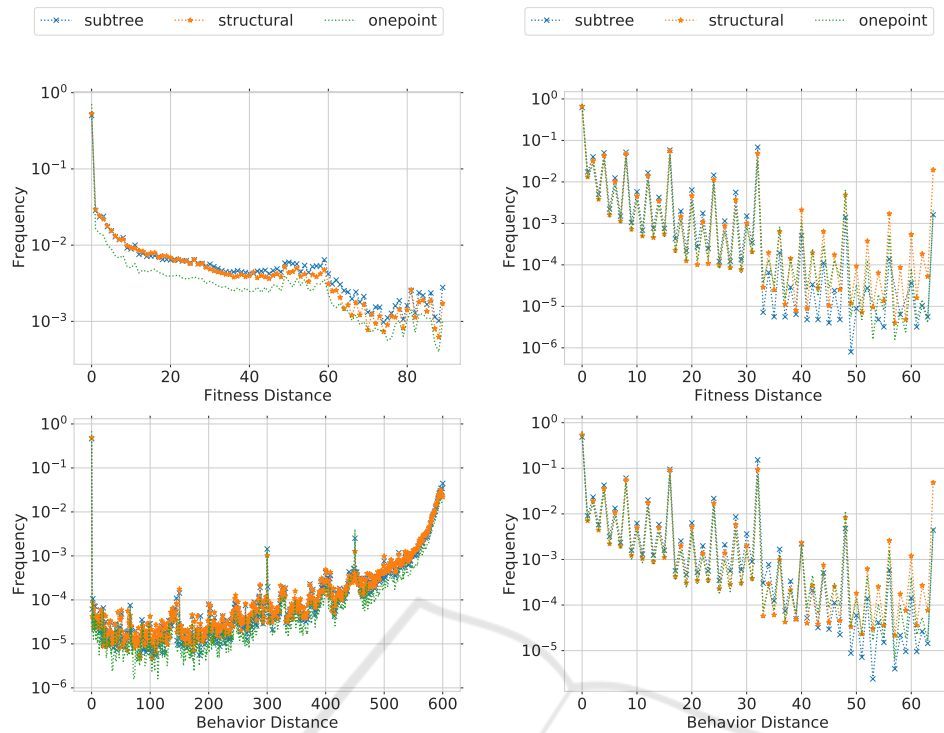 subtree structural onepoint
subtree structural onepoint
10^0
10^-1
10^-2
10^-3
Frequency
0 20 40 60 80
Fitness Distance
10^0
10^-1
10^-2
10^-3
10^-4
10^-5
10^-6
Frequency
0 10 20 30 40 50 60
Fitness Distance
10^0
10^-1
10^-2
10^-3
10^-4
10^-5
10^-6
Frequency
0 100 200 300 400 500 600
Behavior Distance
10^0
10^-1
10^-2
10^-3
10^-4
10^-5
Frequency
0 10 20 30 40 50 60
Behavior Distance